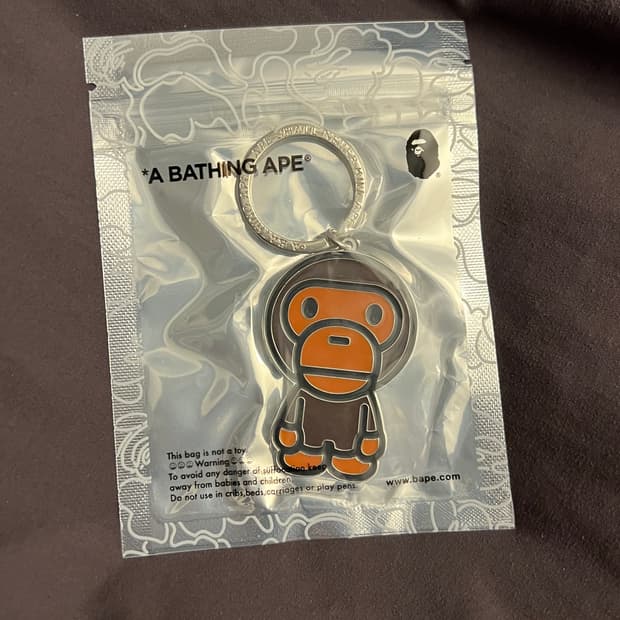 *A BATHING APE®
®
This bag is not a toy.
Warning
To avoid any danger of suffocation keep
away from babies and children.
Do not use in cribs,beds,carriages or play pens.
www.bape.com